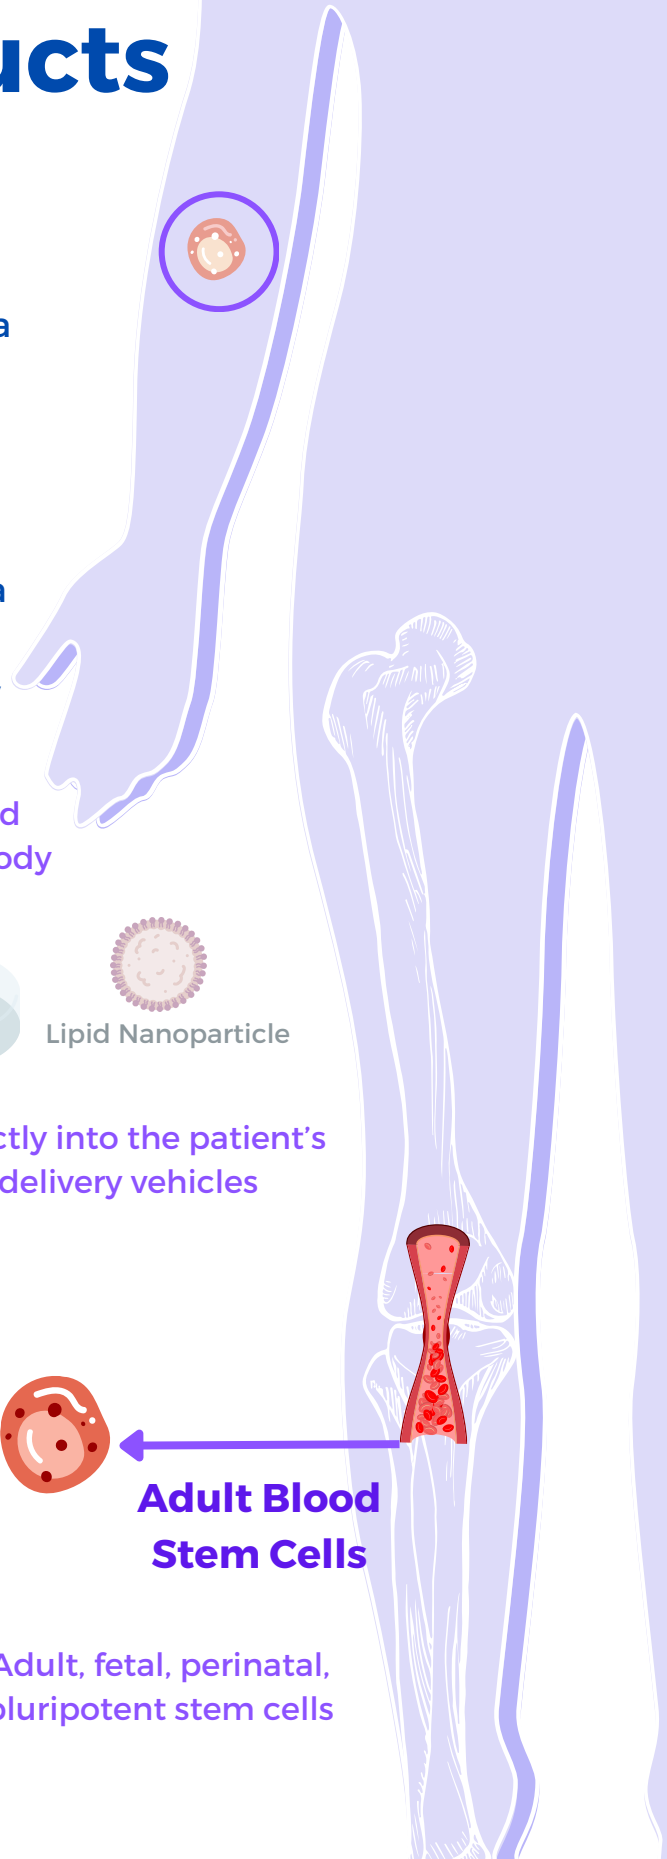 ucts
a
a
d
ody
Lipid Nanoparticle
ctly into the patient's
delivery vehicles
Adult Blood
Stem Cells
Adult, fetal, perinatal,
pluripotent stem cells